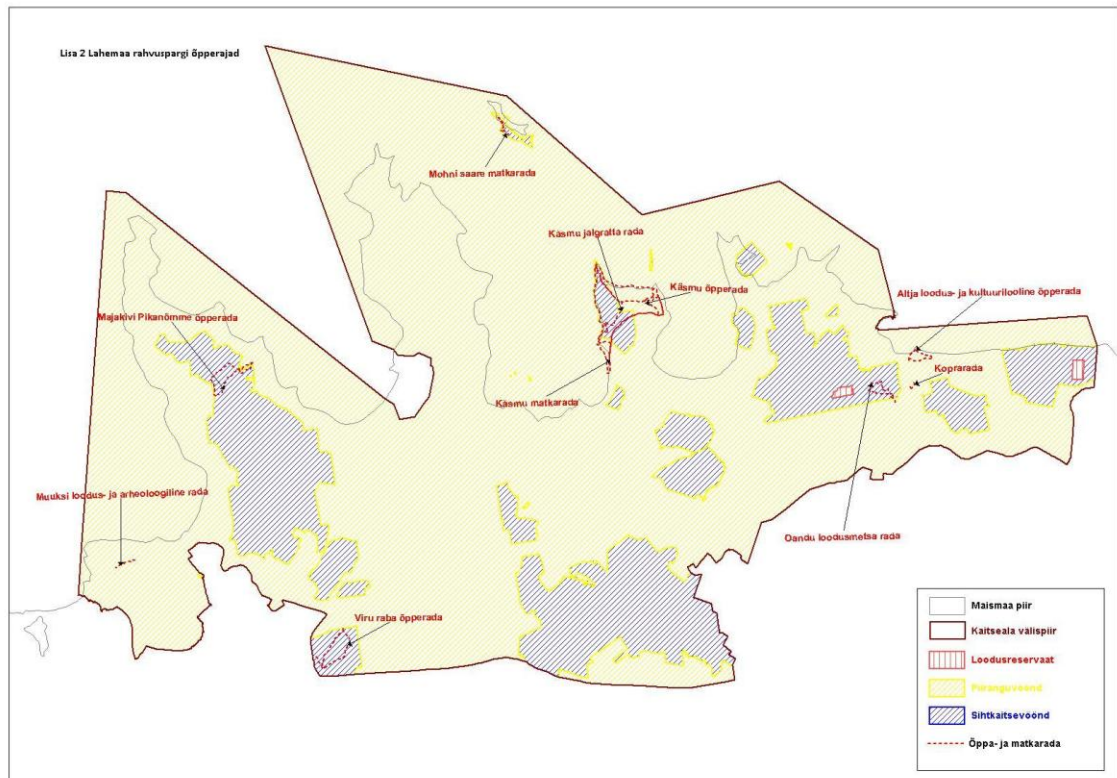 Lisa 2 Lahemaa rahvuspargi õpperajad
Mohni saare matkarada
Käsmu jalgratta rada
Käsmu õpperada
Altja loodus- ja kultuurilooline õpperada
Majakivi Pikanõmme õpperada
Koprarada
Käsmu matkarada
Muuksi loodus- ja arheoloogiline rada
Oandu loodusmetsa rada
Viru raba õpperada
Maismaa piir
Kaitseala välispiir
Loodusreservaat
Piiranguvöönd
Sihtkaitsevöönd
Õppa- ja matkarada